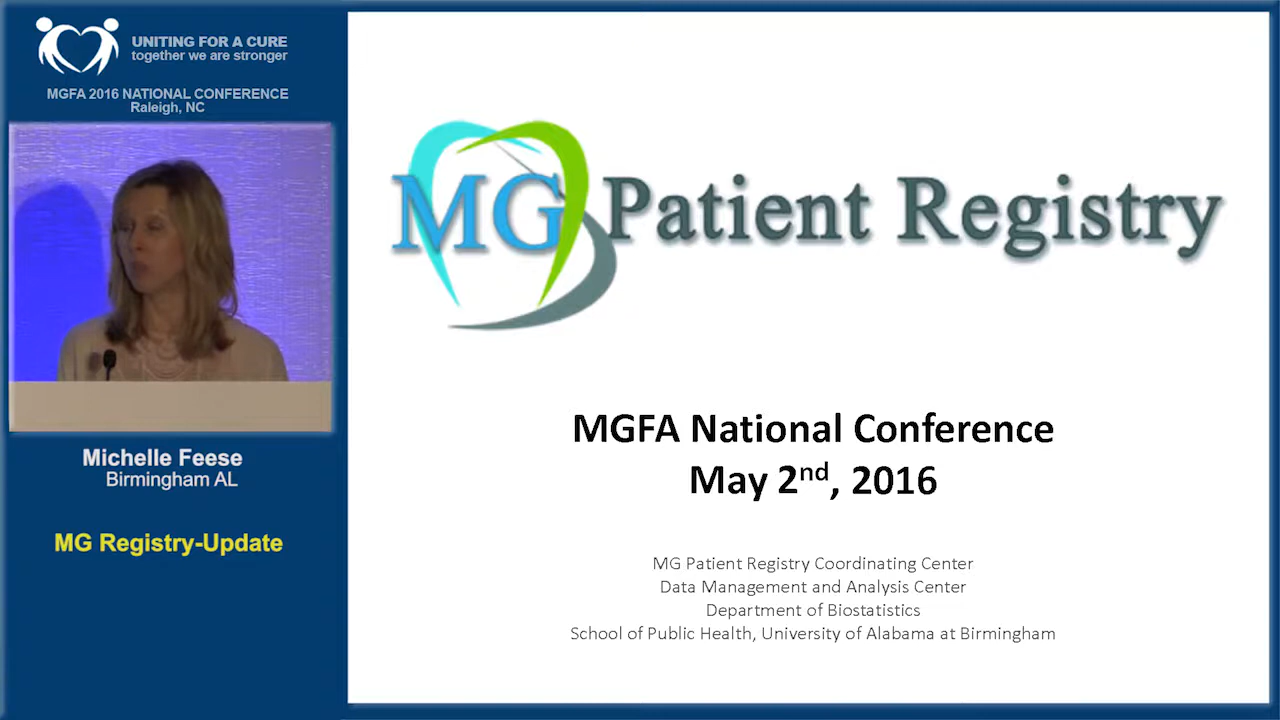 UNITING FOR A CURE
together we are stronger
MGFA 2016 NATIONAL CONFERENCE
Raleigh, NC
Michelle Feese
Birmingham AL
MG Registry-Update
MG Patient Registry
MGFA National Conference
May 2nd, 2016
MG Patient Registry Coordinating Center
Data Management and Analysis Center
Department of Biostatistics
School of Public Health, University of Alabama at Birmingham